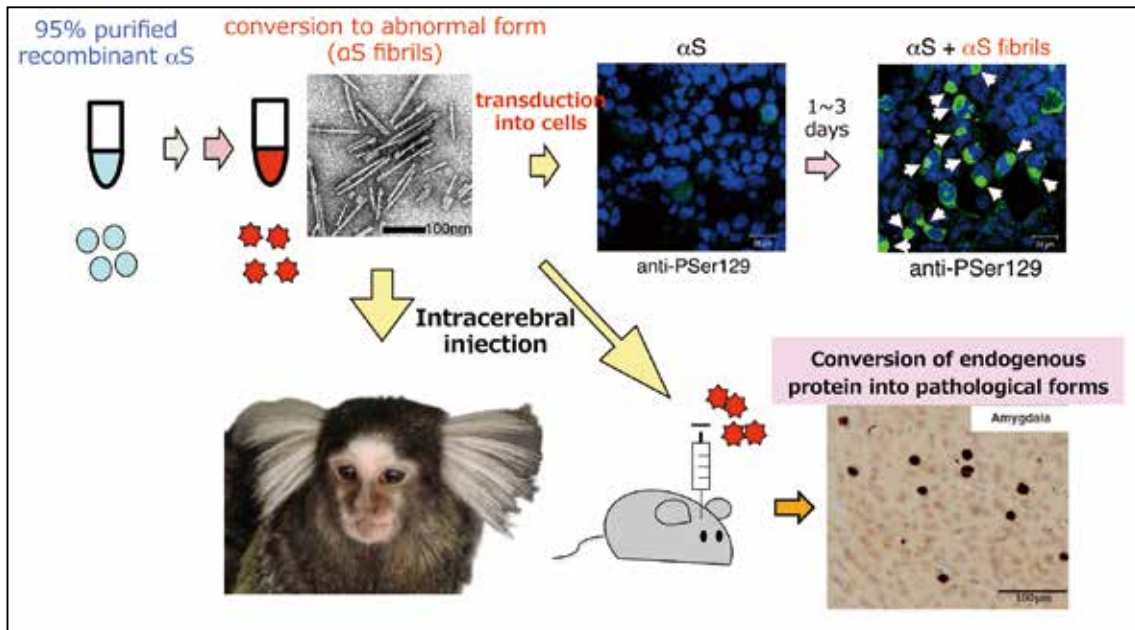 95% purified
recombinant αS
conversion to abnormal form
(αS fibrils)
100nm
transduction
into cells
αS
anti-PSer129
1~3
days
αS + αS fibrils
anti-PSer129
Intracerebral
injection
Conversion of endogenous
protein into pathological forms
Amygdala
100μm